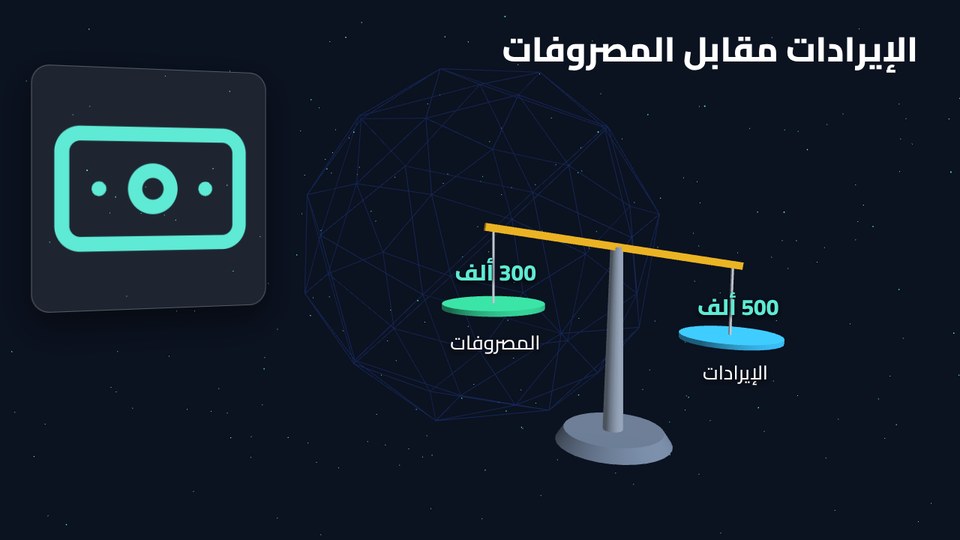 الإيرادات مقابل المصروفات
500 ألف
الإيرادات
300 ألف
المصروفات